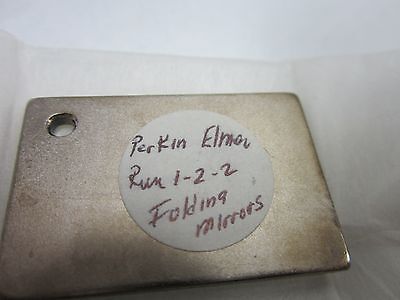 Perkin Elmer
Run 1-2-2
Folding
mirrors